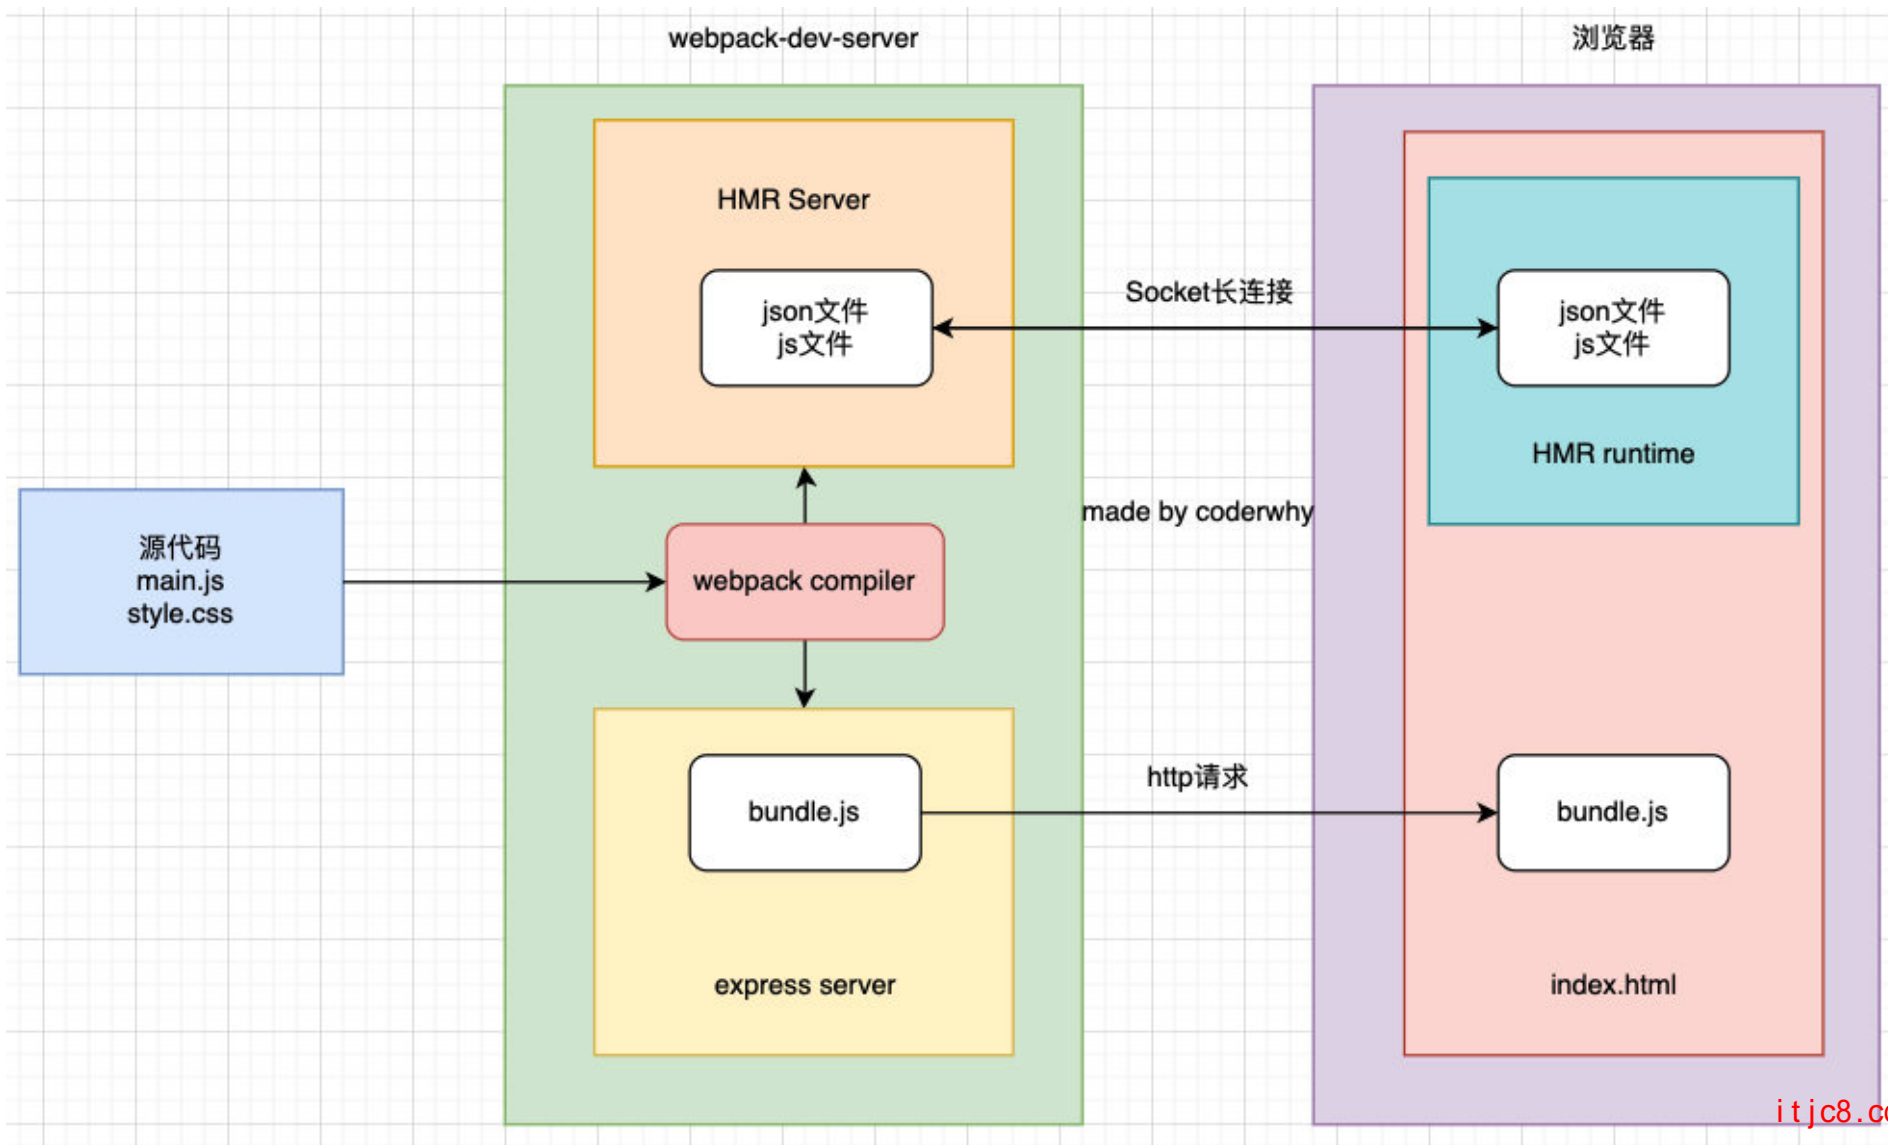 webpack-dev-server
浏览器
HMR Server
json文件
js文件
Socket长连接
json文件
js文件
HMR runtime
made by coderwhy
源代码
main.js
style.css
webpack compiler
http请求
bundle.js
bundle.js
express server
index.html
itjc8.co